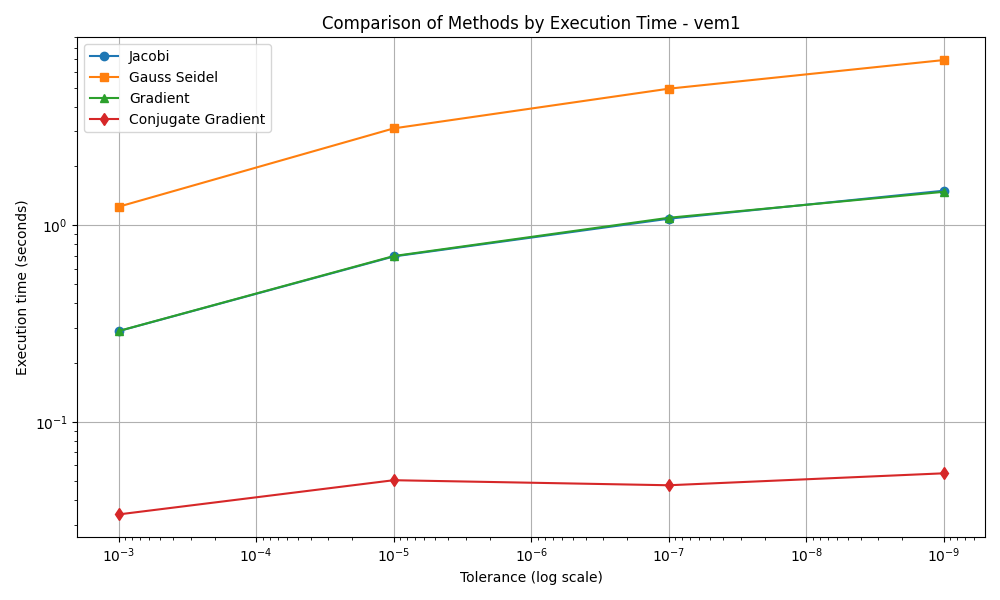 Comparison of Methods by Execution Time - vem1
Jacobi
Gauss Seidel
Gradient
Conjugate Gradient
Execution time (seconds)
10⁰
10⁻¹
10⁻³ 10⁻⁴ 10⁻⁵ 10⁻⁶ 10⁻⁷ 10⁻⁸ 10⁻⁹
Tolerance (log scale)